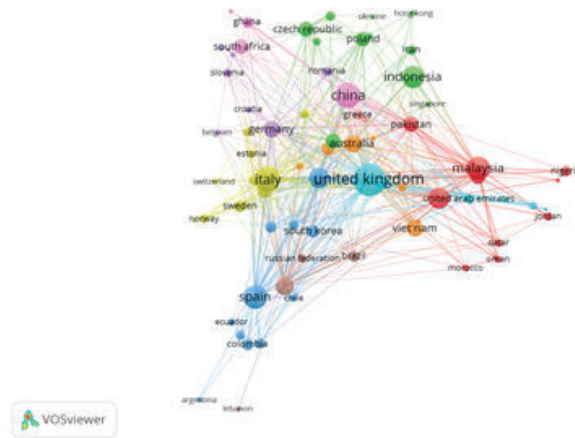 hong kong
ukraine
ghana
czech republic
poland
south africa
iran
slovenia
romania
indonesia
china
singapore
croatia
greece
pakistan
belgium
germany
australia
estonia
malaysia
nigeria
switzerland
italy
united kingdom
sweden
united arab emirates
norway
jordan
south korea
viet nam
qatar
russian federation
brazil
oman
morocco
spain
chile
ecuador
colombia
argentina
lebanon
VOSviewer